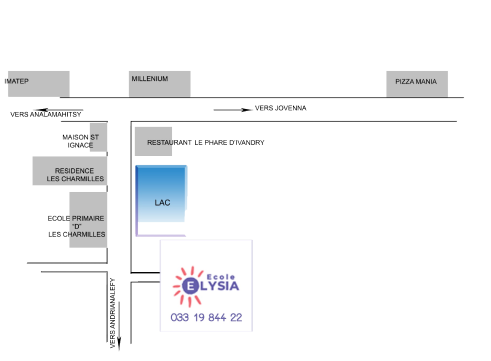 IMATEP
MILLENIUM
PIZZA MANIA
VERS ANALAMAHITSY
VERS JOVENNA
MAISON ST
IGNACE
RESTAURANT LE PHARE D'IVANDRY
RESIDENCE
LES CHARMILLES
LAC
ECOLE PRIMAIRE
"D"
LES CHARMILLES
Ecole
ELYSIA
033 19 844 22
VERS ANDRIANALEFY